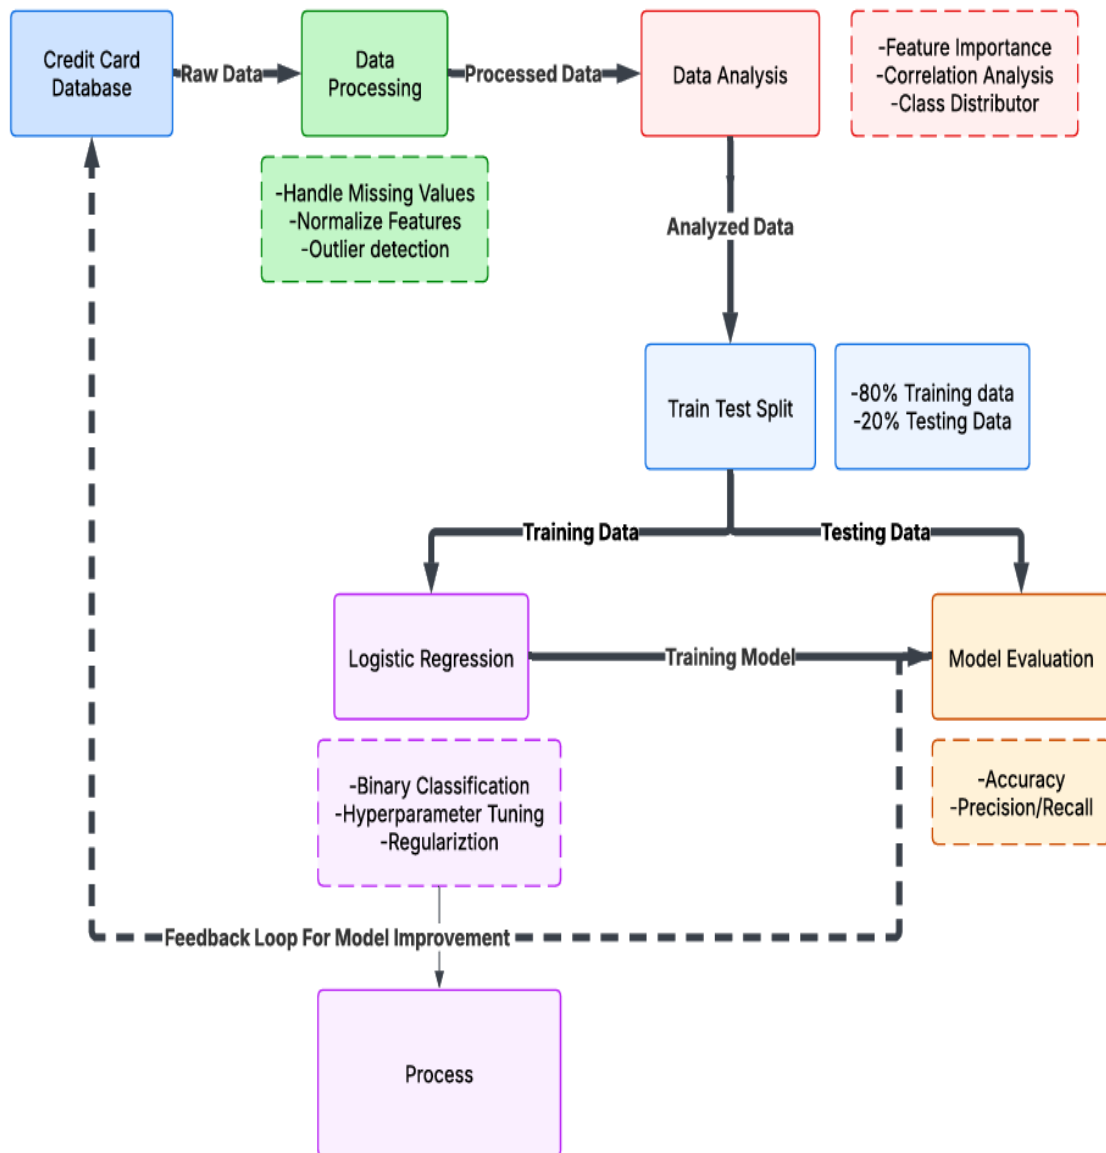 Credit Card
Database
Raw Data
Data
Processing
Processed Data
Data Analysis
-Feature Importance
-Correlation Analysis
-Class Distributor
-Handle Missing Values
-Normalize Features
-Outlier detection
Analyzed Data
Train Test Split
-80% Training data
-20% Testing Data
Training Data
Testing Data
Logistic Regression
Training Model
Model Evaluation
-Binary Classification
-Hyperparameter Tuning
-Regulariztion
-Accuracy
-Precision/Recall
Feedback Loop For Model Improvement
Process